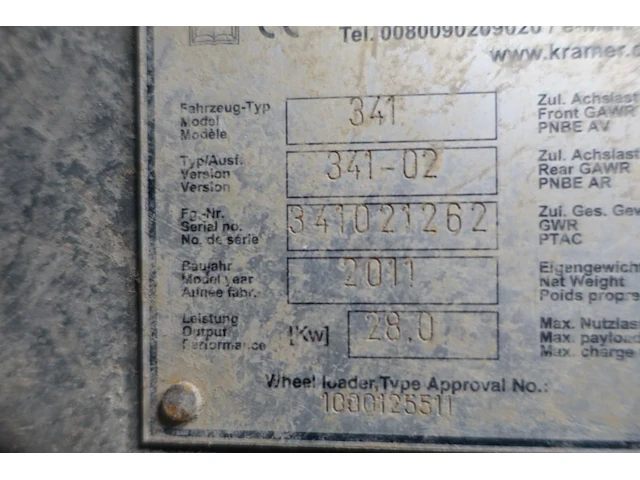 CE
Tel. 0080090209020 / e-Mail
www.kramer.
Fahrzeug-Typ
Model
Modèle
341
Zul. Achslast
Front GAWR
PNBE AV
Typ/Ausf.
Version
Version
341-02
Zul. Achslast
Rear GAWR
PNBE AR
Fg.-Nr.
Serial no.
No. de série
341021262
Zul. Ges. Gew
GWR
PTAC
Baujahr
Model year
Année fabr.
2011
Eigengewicht
Net Weight
Poids propre
Leistung
Output
Performance
[Kw]
28.0
Max. Nutzlast
Max. payload
Max. charge
Wheel loader,Type Approval No.:
1000125511